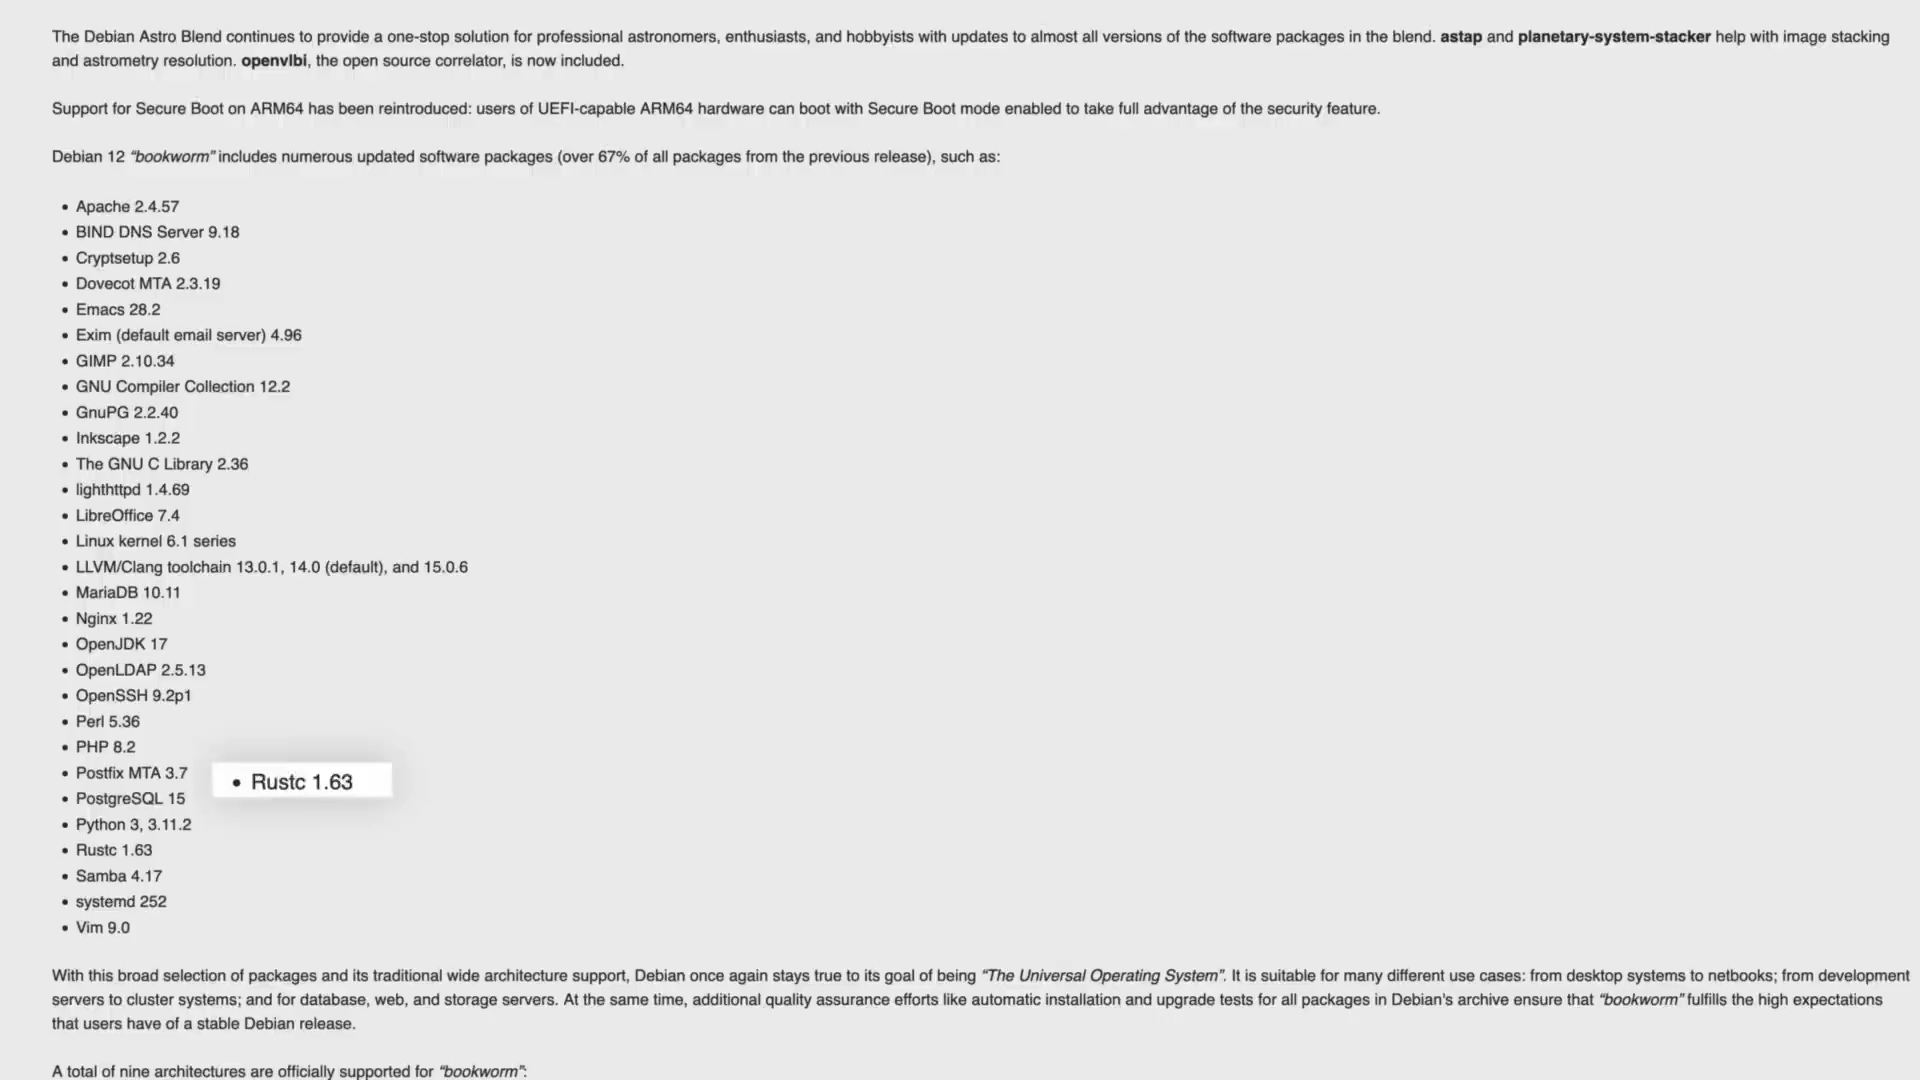 The Debian Astro Blend continues to provide a one-stop solution for professional astronomers, enthusiasts, and hobbyists with updates to almost all versions of the software packages in the blend. astap and planetary-system-stacker help with image stacking
and astrometry resolution. openvlbi, the open source correlator, is now included.
Support for Secure Boot on ARM64 has been reintroduced: users of UEFI-capable ARM64 hardware can boot with Secure Boot mode enabled to take full advantage of the security feature.
Debian 12 “bookworm” includes numerous updated software packages (over 67% of all packages from the previous release), such as:
• Apache 2.4.57
• BIND DNS Server 9.18
• Cryptsetup 2.6
• Dovecot MTA 2.3.19
• Emacs 28.2
• Exim (default email server) 4.96
• GIMP 2.10.34
• GNU Compiler Collection 12.2
• GnuPG 2.2.40
• Inkscape 1.2.2
• The GNU C Library 2.36
• lighthttpd 1.4.69
• LibreOffice 7.4
• Linux kernel 6.1 series
• LLVM/Clang toolchain 13.0.1, 14.0 (default), and 15.0.6
• MariaDB 10.11
• Nginx 1.22
• OpenJDK 17
• OpenLDAP 2.5.13
• OpenSSH 9.2p1
• Perl 5.36
• PHP 8.2
• Postfix MTA 3.7
• Rustc 1.63
• PostgreSQL 15
• Python 3, 3.11.2
• Rustc 1.63
• Samba 4.17
• systemd 252
• Vim 9.0
With this broad selection of packages and its traditional wide architecture support, Debian once again stays true to its goal of being “The Universal Operating System”. It is suitable for many different use cases: from desktop systems to netbooks; from development
servers to cluster systems; and for database, web, and storage servers. At the same time, additional quality assurance efforts like automatic installation and upgrade tests for all packages in Debian's archive ensure that “bookworm” fulfills the high expectations
that users have of a stable Debian release.
A total of nine architectures are officially supported for “bookworm”: